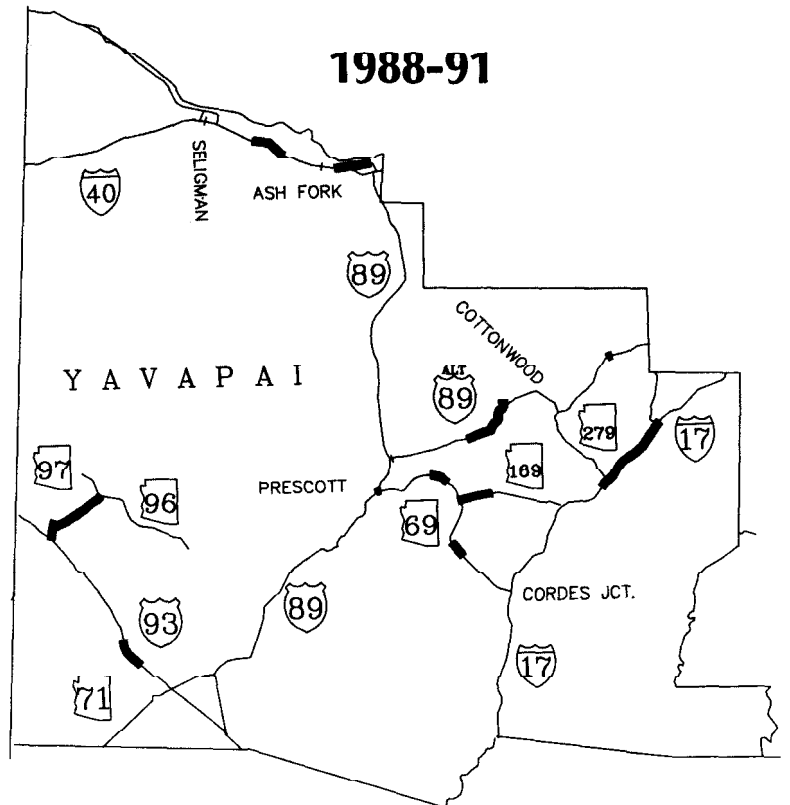 1988-91
SELIGMAN
40
ASH FORK
89
COTTONWOOD
YAVAPAI
ALT
89
279
17
97
96
PRESCOTT
169
69
93
89
CORDES JCT.
17
71